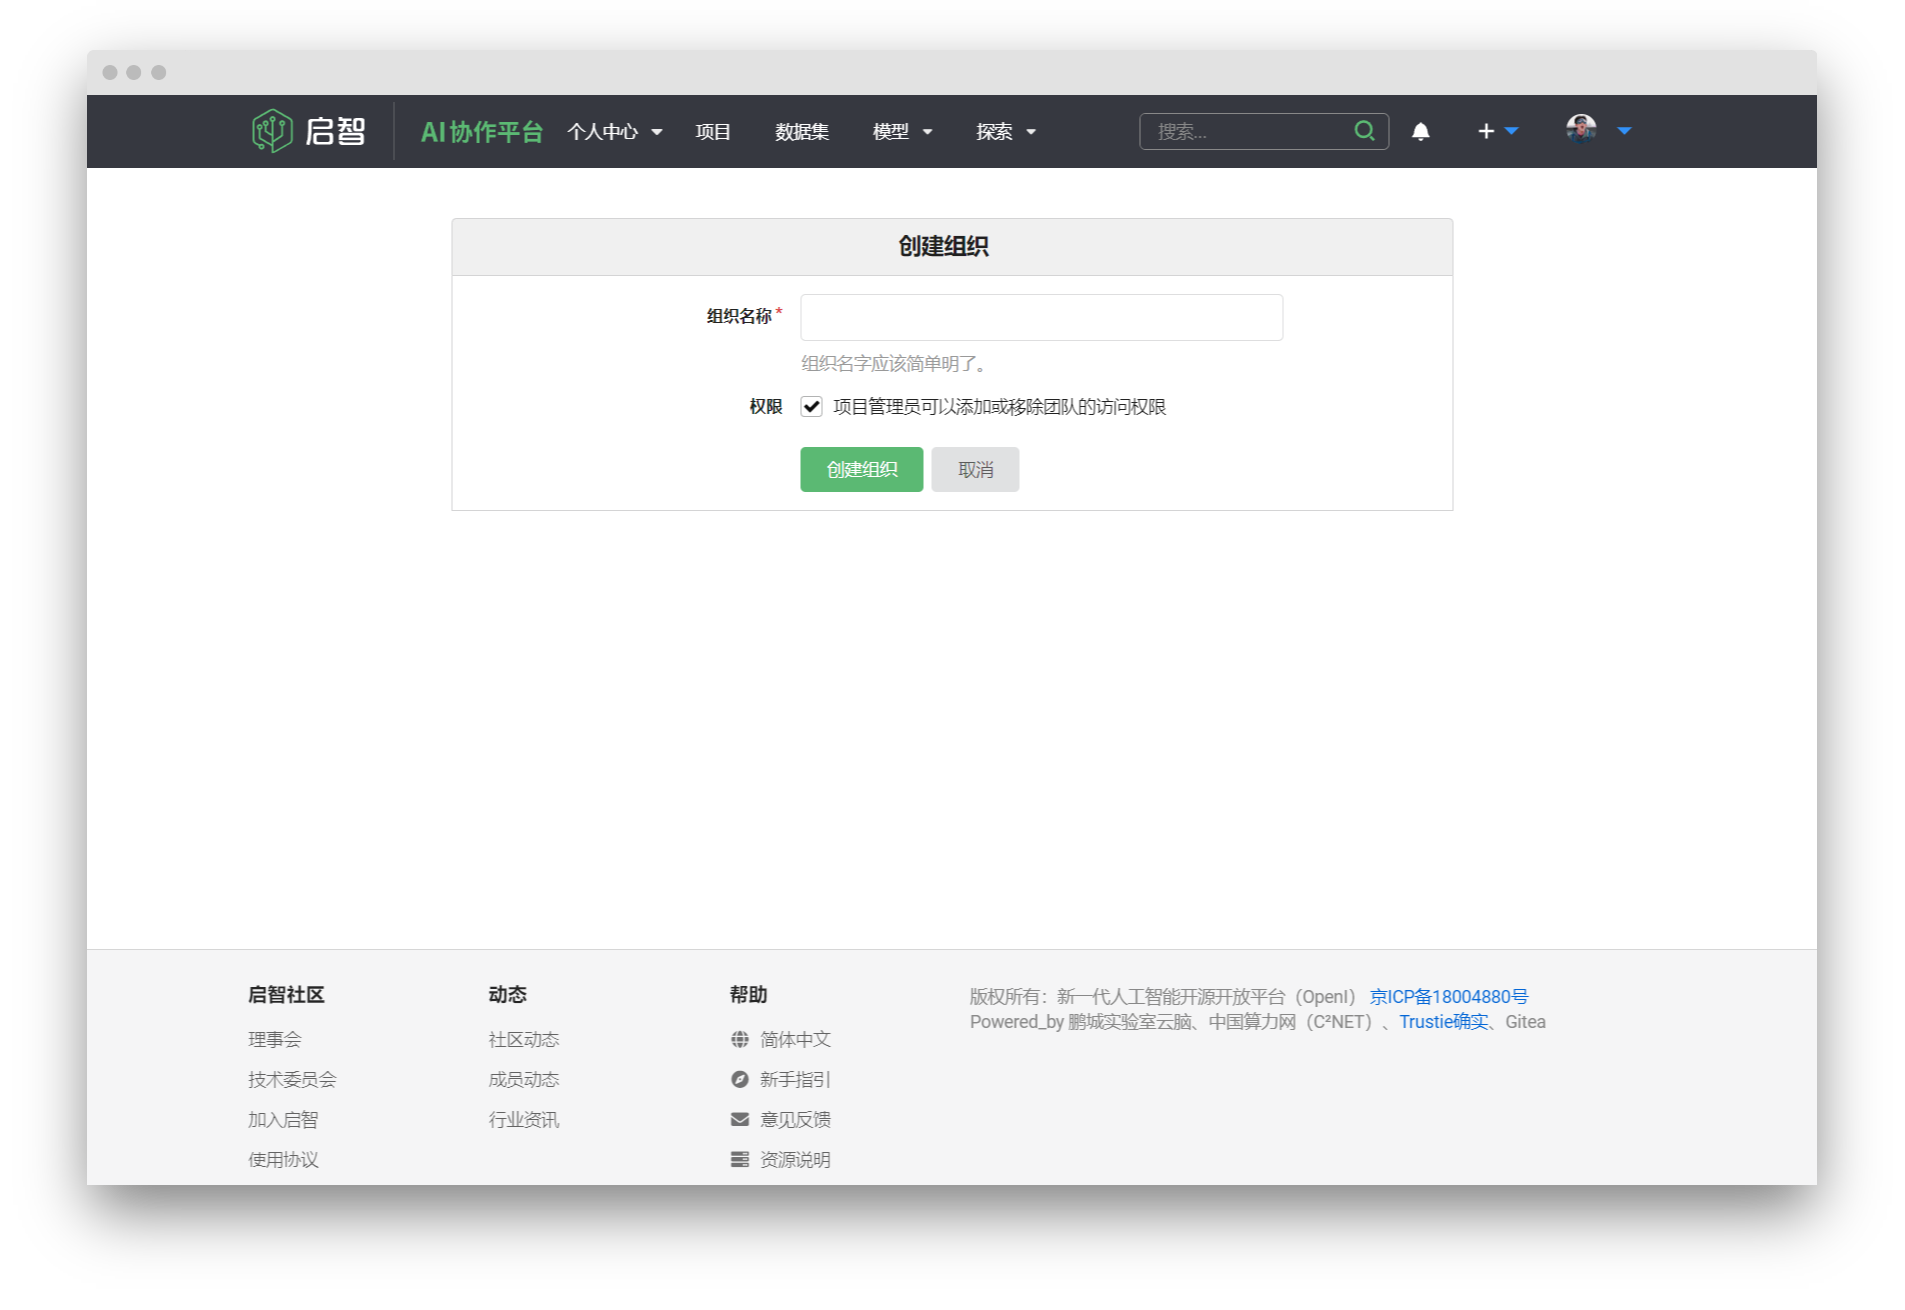 启智 AI协作平台 个人中心 项目 数据集 模型 探索 搜索... +
创建组织
组织名称*
组织名字应该简单明了。
权限 项目管理员可以添加或移除团队的访问权限
创建组织 取消
启智社区
理事会
技术委员会
加入启智
使用协议
动态
社区动态
成员动态
行业资讯
帮助
简体中文
新手指引
意见反馈
资源说明
版权所有：新一代人工智能开源开放平台（OpenI） 京ICP备18004880号
Powered_by 鹏城实验室云脑、中国算力网（C²NET）、Trustie确实、Gitea